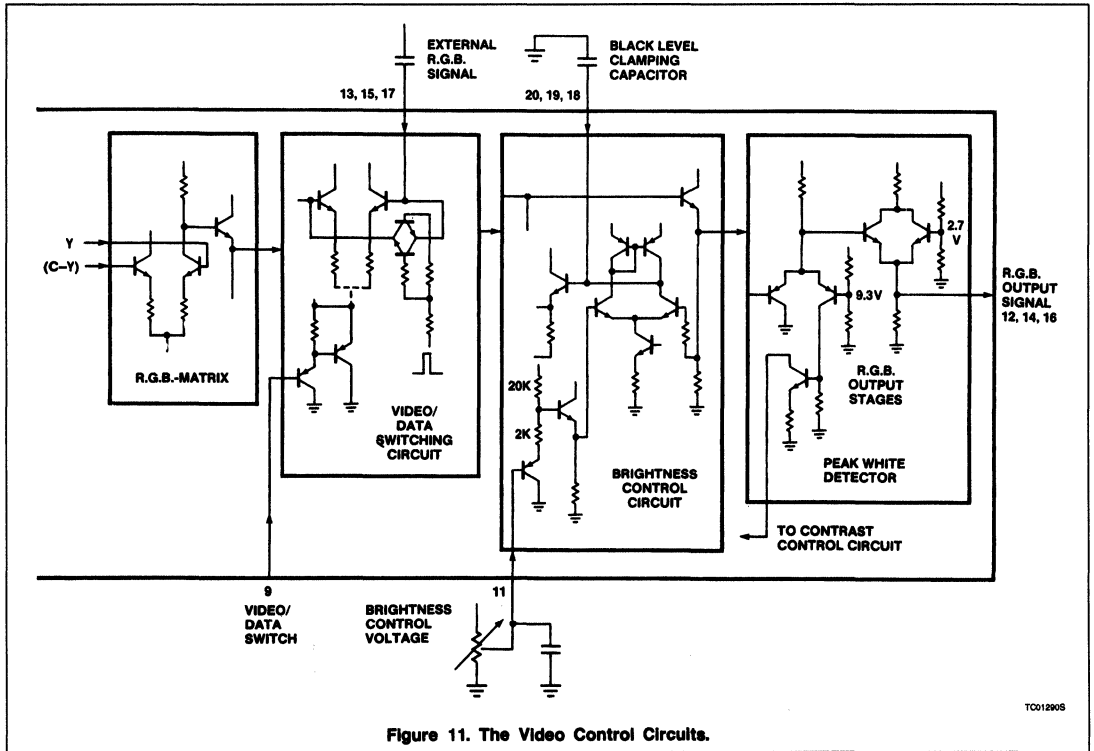 EXTERNAL
R.G.B.
SIGNAL
BLACK LEVEL
CLAMPING
CAPACITOR
13, 15, 17
20, 19, 18
Y
(C–Y)
R.G.B.-MATRIX
VIDEO/
DATA
SWITCHING
CIRCUIT
20K
2K
BRIGHTNESS
CONTROL
CIRCUIT
2.7
V
9.3V
R.G.B.
OUTPUT
STAGES
PEAK WHITE
DETECTOR
R.G.B.
OUTPUT
SIGNAL
12, 14, 16
TO CONTRAST
CONTROL CIRCUIT
9
VIDEO/
DATA
SWITCH
11
BRIGHTNESS
CONTROL
VOLTAGE
TC01290S
Figure 11. The Video Control Circuits.